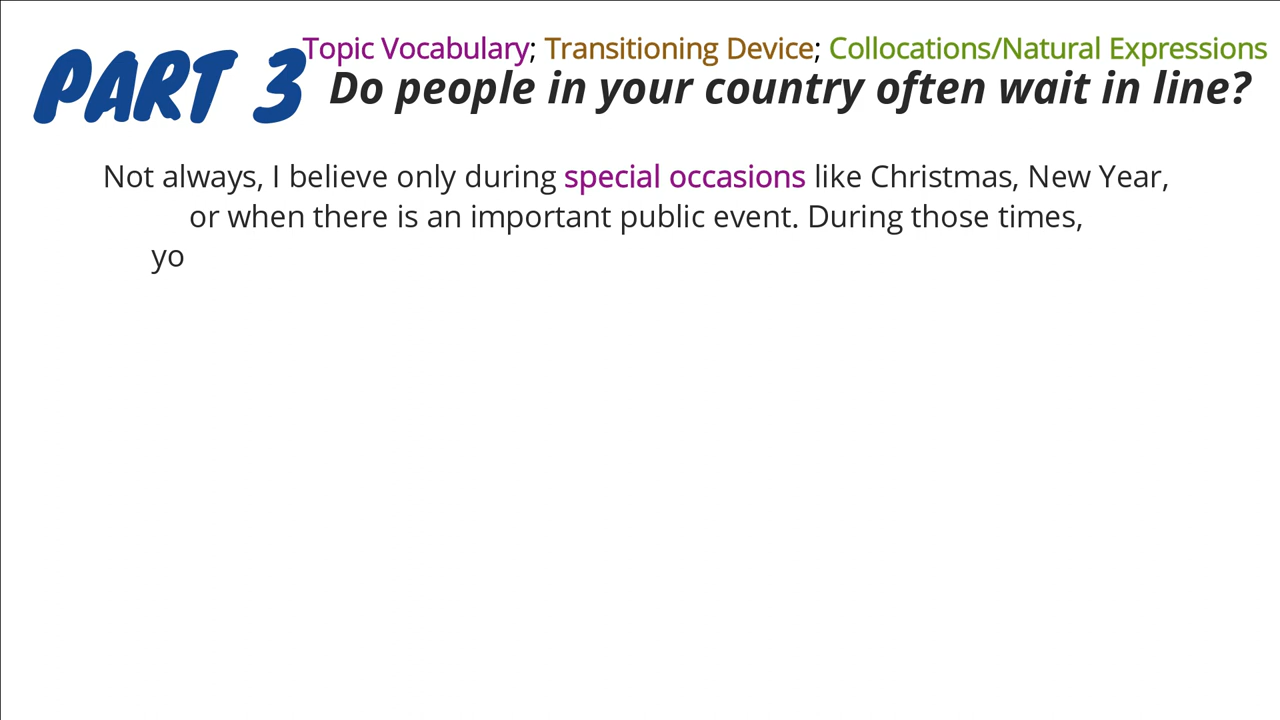 PART 3
Topic Vocabulary; Transitioning Device; Collocations/Natural Expressions
Do people in your country often wait in line?
Not always, I believe only during special occasions like Christmas, New Year,
or when there is an important public event. During those times,
yo